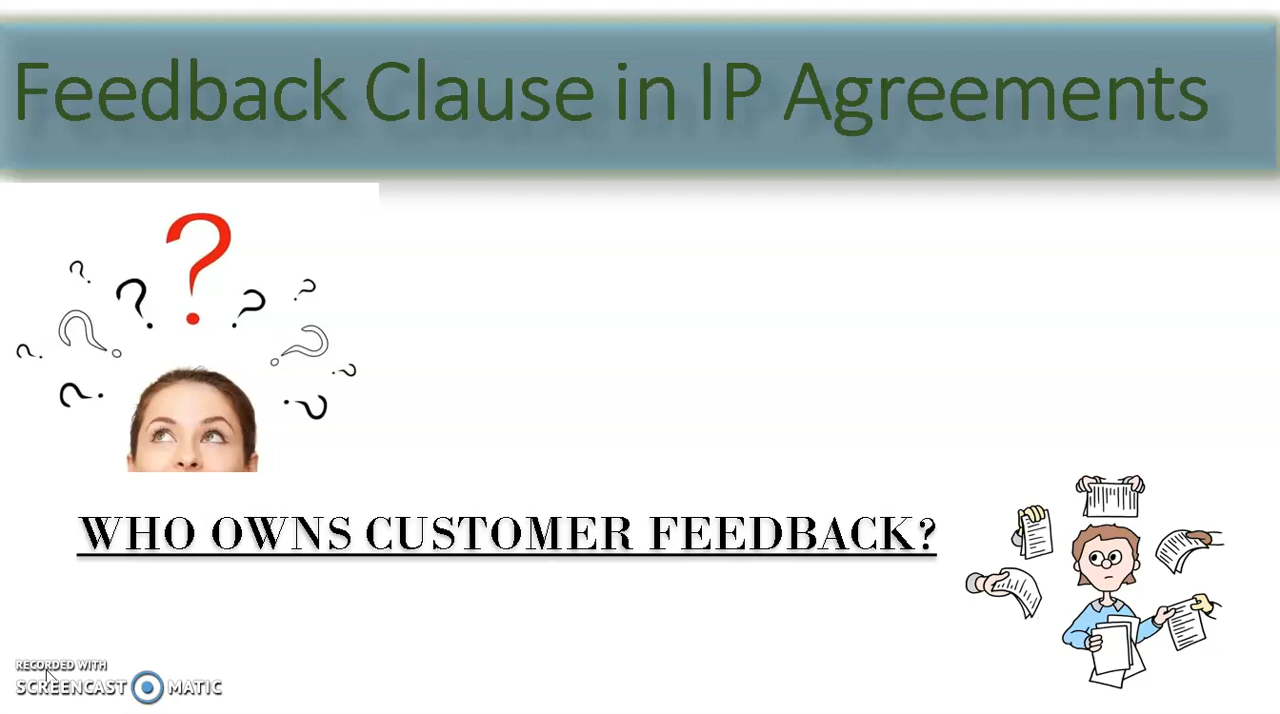 Feedback Clause in IP Agreements
WHO OWNS CUSTOMER FEEDBACK?
RECORDED WITH
SCREENCAST MATIC